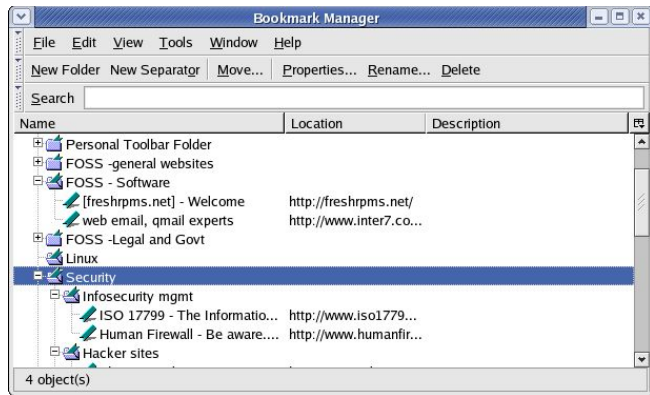 Bookmark Manager
File Edit View Tools Window Help
New Folder New Separator Move... Properties... Rename... Delete
Search
Name Location Description
Personal Toolbar Folder
FOSS -general websites
FOSS - Software
[freshrpms.net] - Welcome http://freshrpms.net/
web email, qmail experts http://www.inter7.co...
FOSS -Legal and Govt
Linux
Security
Infosecurity mgmt
ISO 17799 - The Informatio... http://www.iso1779...
Human Firewall - Be aware.... http://www.humanfir...
Hacker sites
4 object(s)